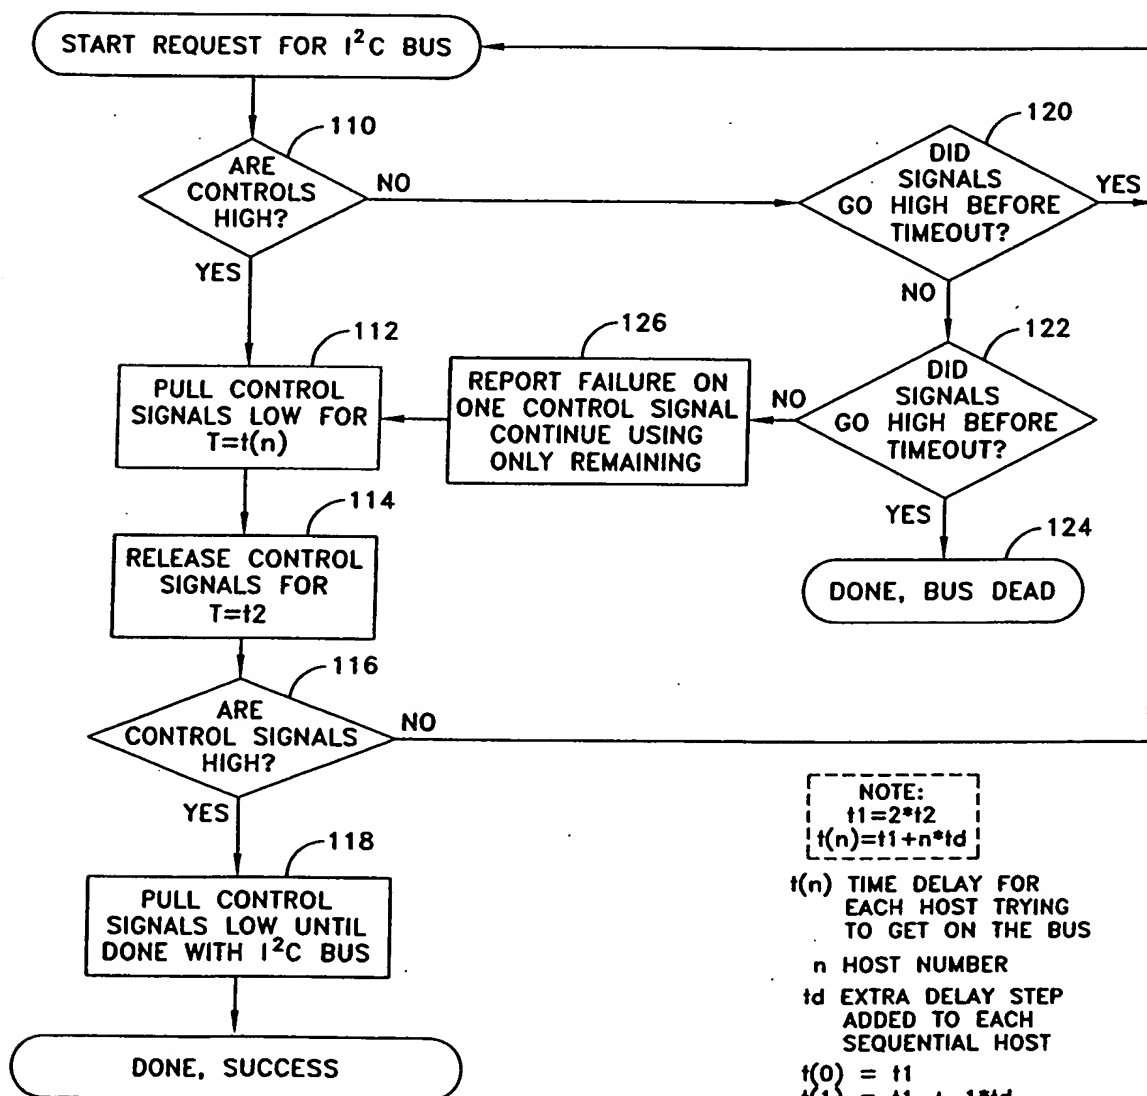 START REQUEST FOR I²C BUS
110
ARE
CONTROLS
HIGH?
NO
YES
120
DID
SIGNALS
GO HIGH BEFORE
TIMEOUT?
YES
NO
112
PULL CONTROL
SIGNALS LOW FOR
T=t(n)
126
REPORT FAILURE ON
ONE CONTROL SIGNAL
CONTINUE USING
ONLY REMAINING
NO
122
DID
SIGNALS
GO HIGH BEFORE
TIMEOUT?
YES
114
RELEASE CONTROL
SIGNALS FOR
T=t2
124
DONE, BUS DEAD
116
ARE
CONTROL SIGNALS
HIGH?
NO
YES
118
PULL CONTROL
SIGNALS LOW UNTIL
DONE WITH I²C BUS
DONE, SUCCESS
NOTE:
t1=2*t2
t(n)=t1+n*td
t(n) TIME DELAY FOR
EACH HOST TRYING
TO GET ON THE BUS
n HOST NUMBER
td EXTRA DELAY STEP
ADDED TO EACH
SEQUENTIAL HOST
t(0) = t1
t(1) = t1 + 1*td